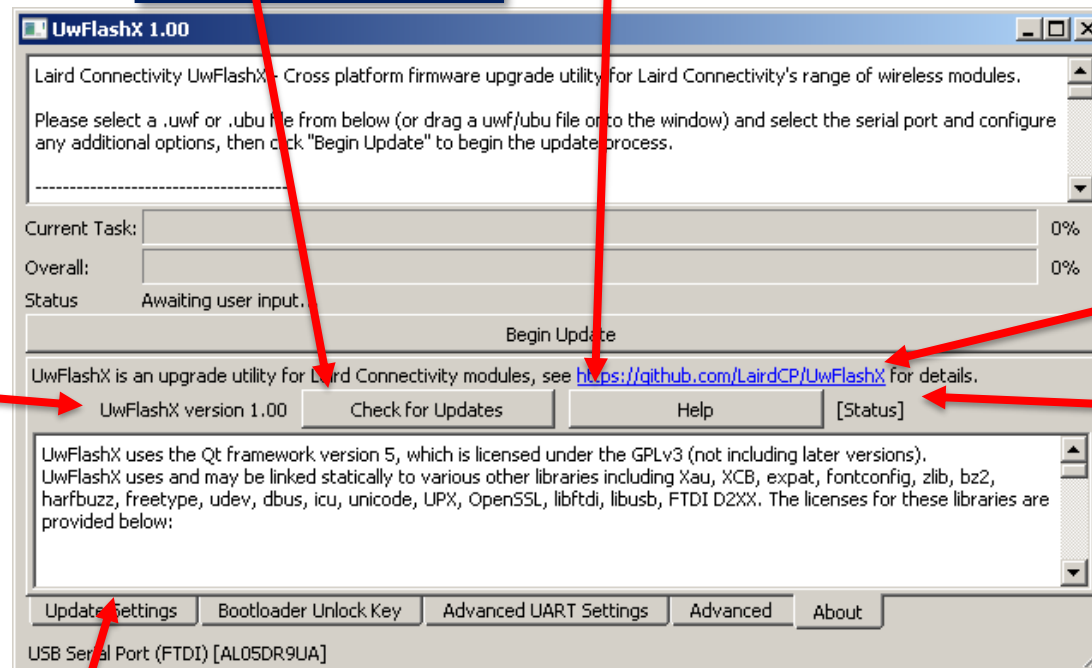 UwFlashX 1.00
Laird Connectivity UwFlashX - Cross platform firmware upgrade utility for Laird Connectivity's range of wireless modules.
Please select a .uwf or .ubu file from below (or drag a uwf/ubu file onto the window) and select the serial port and configure
any additional options, then click "Begin Update" to begin the update process.
-------------------------------------
Current Task: 0%
Overall: 0%
Status Awaiting user input...
Begin Update
UwFlashX is an upgrade utility for Laird Connectivity modules, see https://github.com/LairdCP/UwFlashX for details.
UwFlashX version 1.00 Check for Updates Help [Status]
UwFlashX uses the Qt framework version 5, which is licensed under the GPLv3 (not including later versions).
UwFlashX uses and may be linked statically to various other libraries including Xau, XCB, expat, fontconfig, zlib, bz2,
harfbuzz, freetype, udev, dbus, icu, unicode, UPX, OpenSSL, libftdi, libusb, FTDI D2XX. The licenses for these libraries are
provided below:
Update Settings Bootloader Unlock Key Advanced UART Settings Advanced About
USB Serial Port (FTDI) [AL05DR9UA]